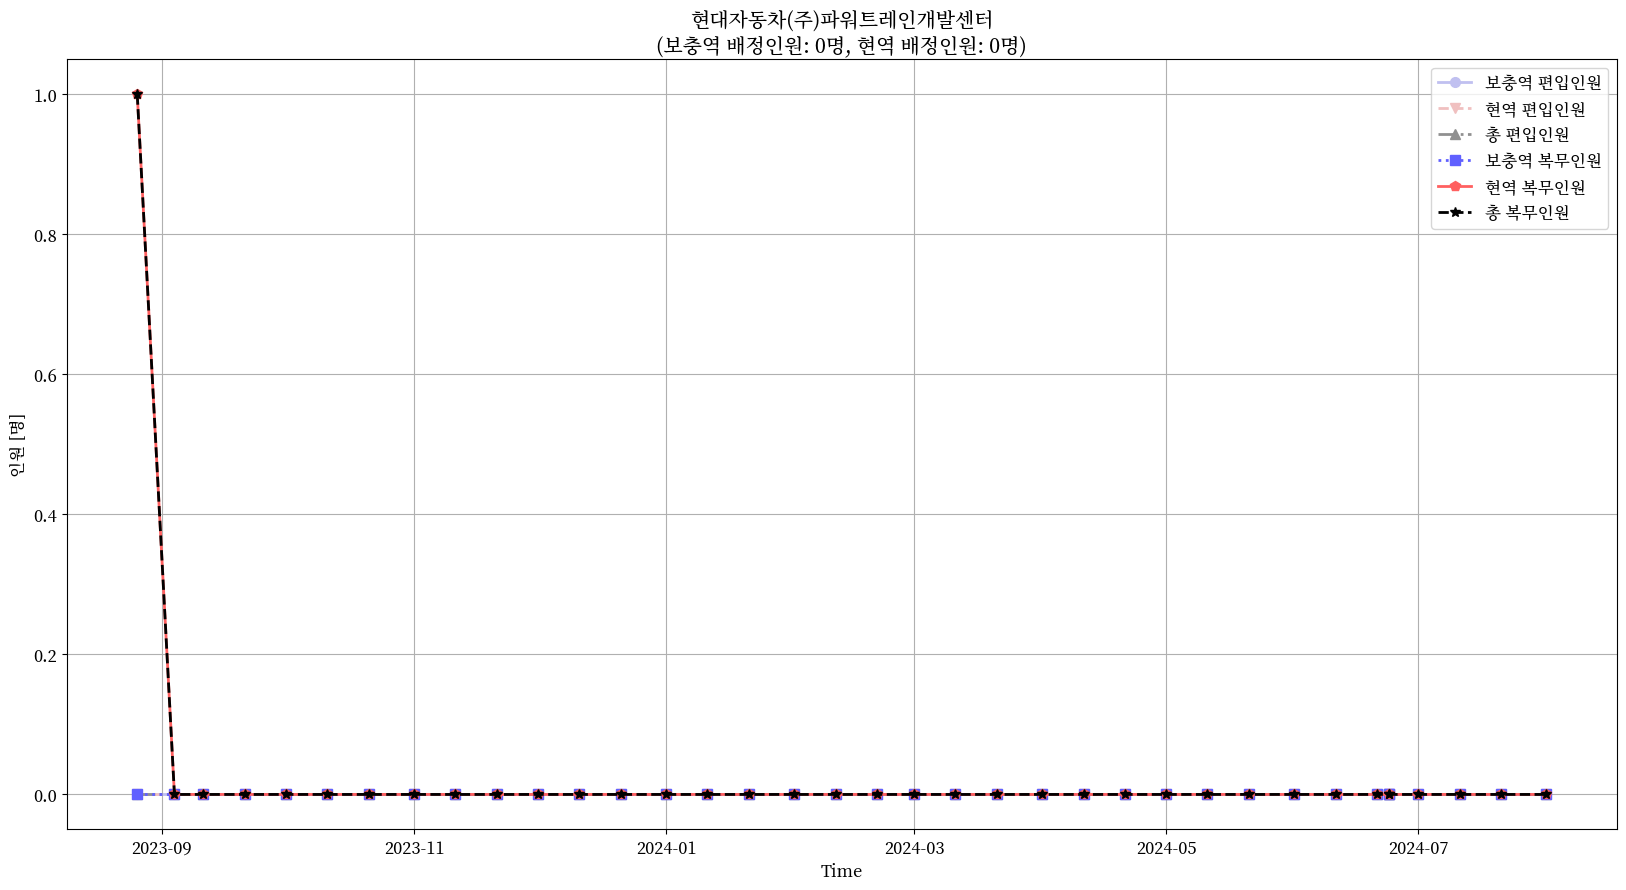 현대자동차(주)파워트레인개발센터
(보충역 배정인원: 0명, 현역 배정인원: 0명)
보충역 편입인원
현역 편입인원
총 편입인원
보충역 복무인원
현역 복무인원
총 복무인원
1.0
0.8
0.6
0.4
0.2
0.0
인원 [명]
2023-09
2023-11
2024-01
2024-03
2024-05
2024-07
Time